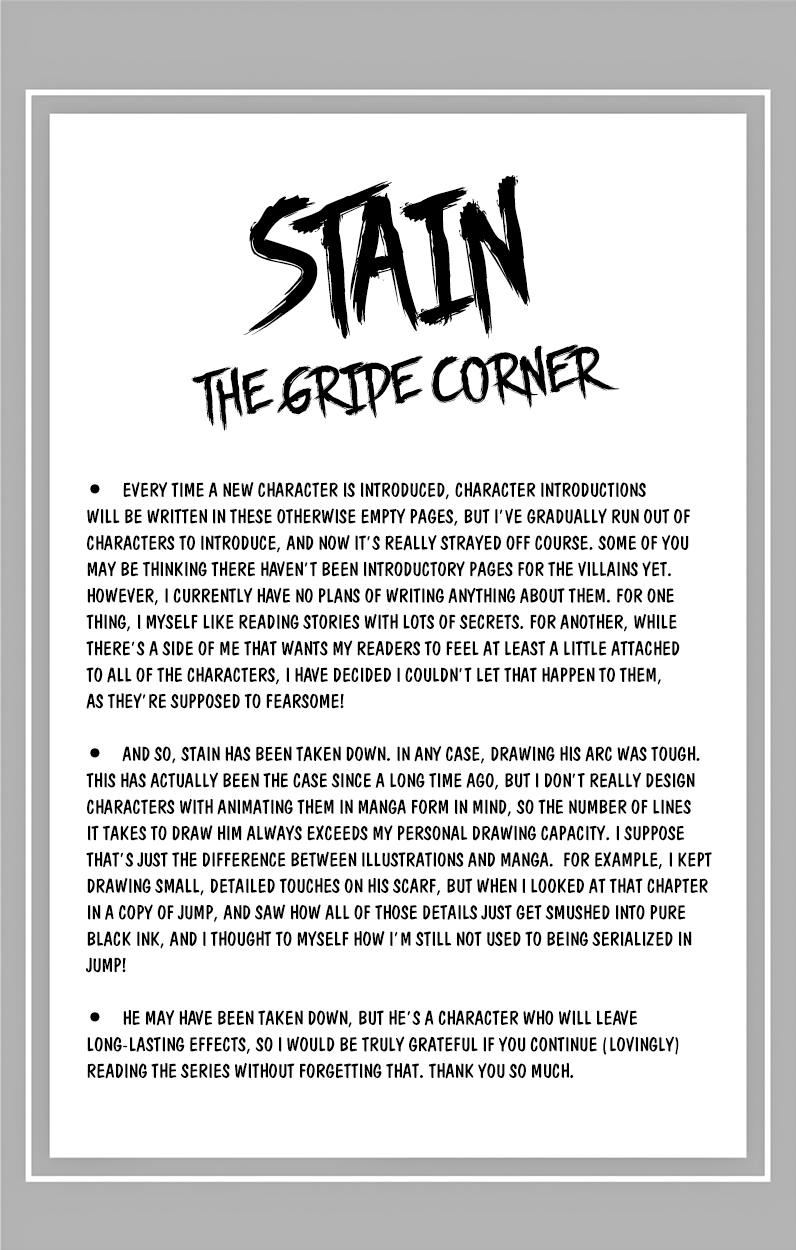 STAIN
THE GRIPE CORNER
• EVERY TIME A NEW CHARACTER IS INTRODUCED, CHARACTER INTRODUCTIONS
WILL BE WRITTEN IN THESE OTHERWISE EMPTY PAGES, BUT I'VE GRADUALLY RUN OUT OF
CHARACTERS TO INTRODUCE, AND NOW IT'S REALLY STRAYED OFF COURSE. SOME OF YOU
MAY BE THINKING THERE HAVEN'T BEEN INTRODUCTORY PAGES FOR THE VILLAINS YET.
HOWEVER, I CURRENTLY HAVE NO PLANS OF WRITING ANYTHING ABOUT THEM. FOR ONE
THING, I MYSELF LIKE READING STORIES WITH LOTS OF SECRETS. FOR ANOTHER, WHILE
THERE'S A SIDE OF ME THAT WANTS MY READERS TO FEEL AT LEAST A LITTLE ATTACHED
TO ALL OF THE CHARACTERS, I HAVE DECIDED I COULDN'T LET THAT HAPPEN TO THEM,
AS THEY'RE SUPPOSED TO FEARSOME!
• AND SO, STAIN HAS BEEN TAKEN DOWN. IN ANY CASE, DRAWING HIS ARC WAS TOUGH.
THIS HAS ACTUALLY BEEN THE CASE SINCE A LONG TIME AGO, BUT I DON'T REALLY DESIGN
CHARACTERS WITH ANIMATING THEM IN MANGA FORM IN MIND, SO THE NUMBER OF LINES
IT TAKES TO DRAW HIM ALWAYS EXCEEDS MY PERSONAL DRAWING CAPACITY. I SUPPOSE
THAT'S JUST THE DIFFERENCE BETWEEN ILLUSTRATIONS AND MANGA. FOR EXAMPLE, I KEPT
DRAWING SMALL, DETAILED TOUCHES ON HIS SCARF, BUT WHEN I LOOKED AT THAT CHAPTER
IN A COPY OF JUMP, AND SAW HOW ALL OF THOSE DETAILS JUST GET SMUSHED INTO PURE
BLACK INK, AND I THOUGHT TO MYSELF HOW I'M STILL NOT USED TO BEING SERIALIZED IN
JUMP!
• HE MAY HAVE BEEN TAKEN DOWN, BUT HE'S A CHARACTER WHO WILL LEAVE
LONG-LASTING EFFECTS, SO I WOULD BE TRULY GRATEFUL IF YOU CONTINUE (LOVINGLY)
READING THE SERIES WITHOUT FORGETTING THAT. THANK YOU SO MUCH.